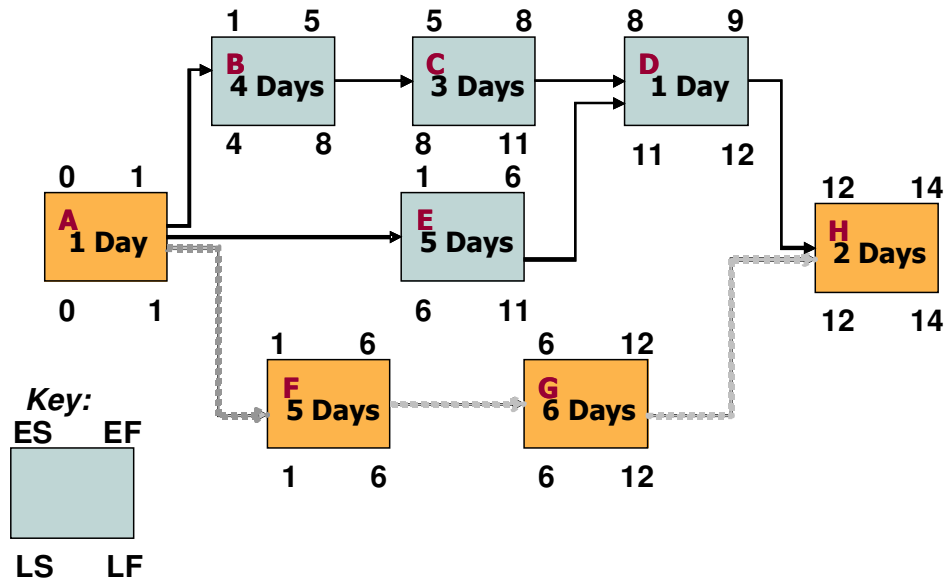 1 5
B
4 Days
4 8
5 8
C
3 Days
8 11
8 9
D
1 Day
11 12
0 1
A
1 Day
0 1
1 6
E
5 Days
6 11
12 14
H
2 Days
12 14
1 6
F
5 Days
1 6
6 12
G
6 Days
6 12
Key:
ES EF
LS LF